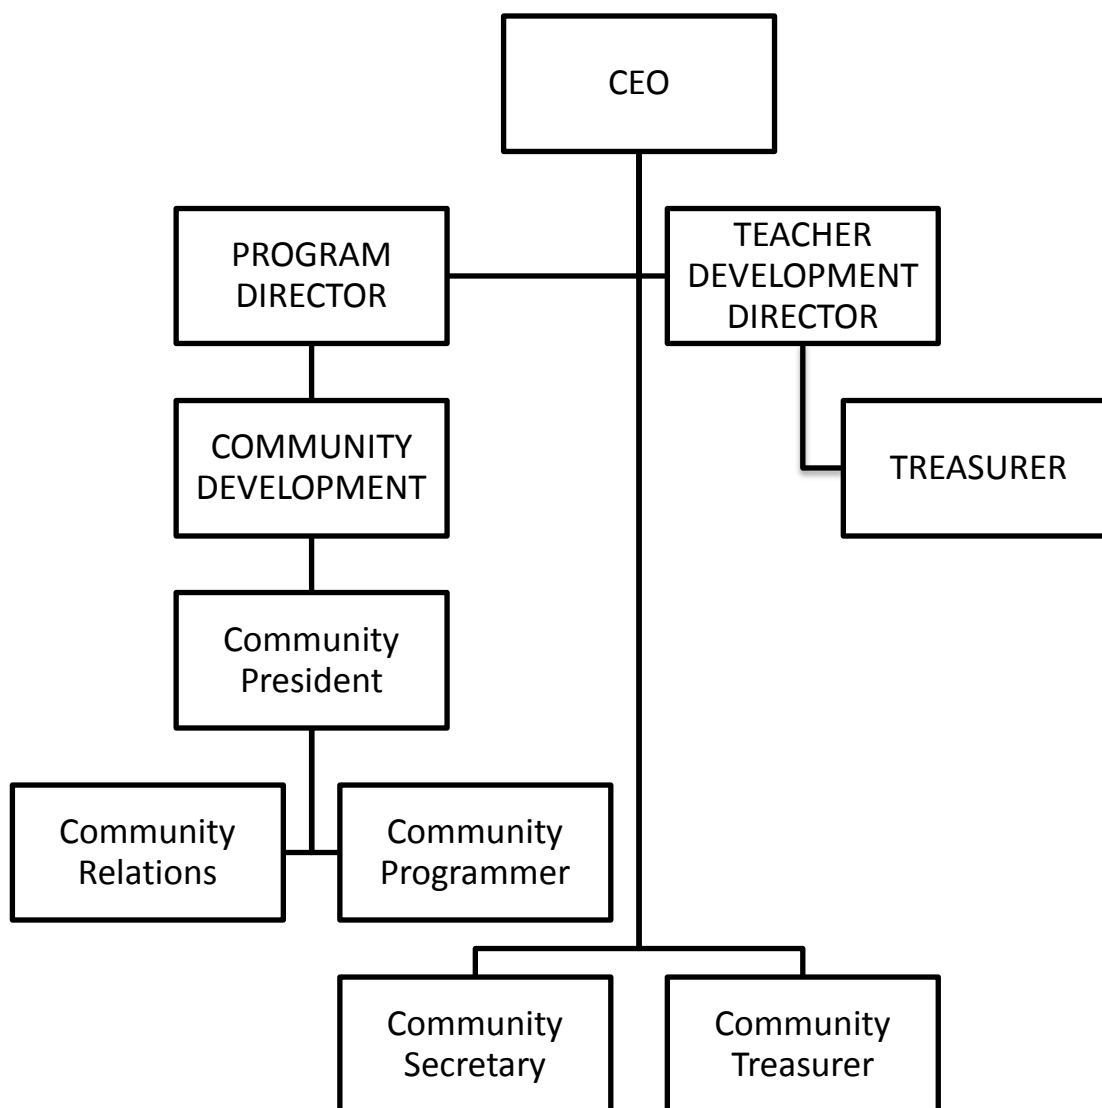 CEO
PROGRAM
DIRECTOR
TEACHER
DEVELOPMENT
DIRECTOR
COMMUNITY
DEVELOPMENT
TREASURER
Community
President
Community
Relations
Community
Programmer
Community
Secretary
Community
Treasurer